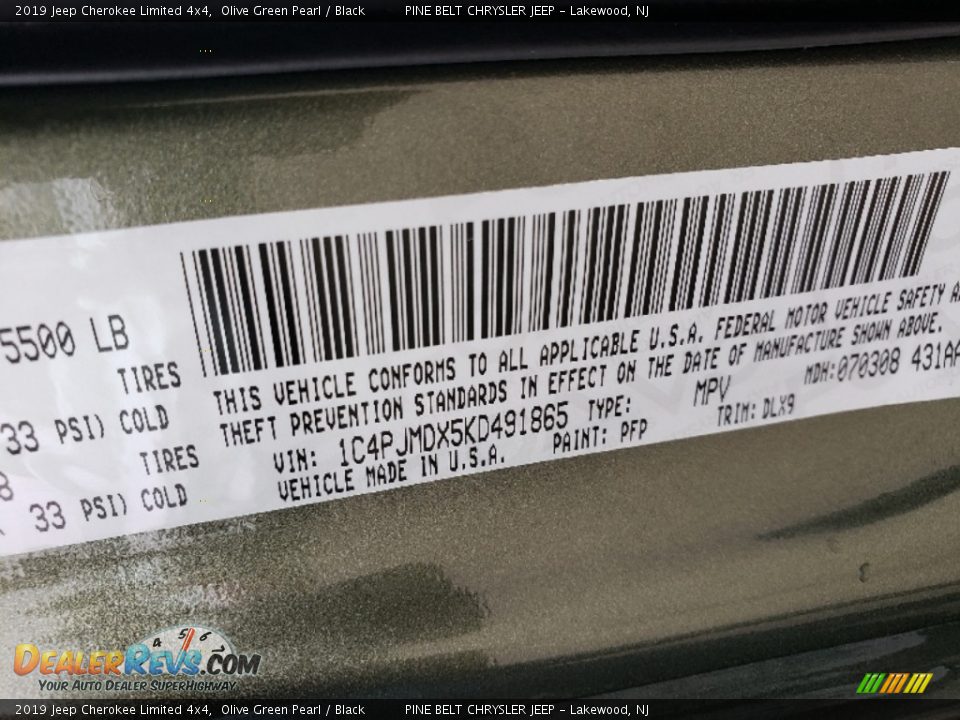 2019 Jeep Cherokee Limited 4x4, Olive Green Pearl / Black PINE BELT CHRYSLER JEEP - Lakewood, NJ
5500 LB
TIRES
33 PSI) COLD
TIRES
33 PSI) COLD
THIS VEHICLE CONFORMS TO ALL APPLICABLE U.S.A. FEDERAL MOTOR VEHICLE SAFETY
THEFT PREVENTION STANDARDS IN EFFECT ON THE DATE OF MANUFACTURE SHOWN ABOVE.
VIN: 1C4PJMDX5KD491865 TYPE: MPV MDH:070308 431AA
VEHICLE MADE IN U.S.A. PAINT: PFP TRIM: DLX9
4 5 6
DEALERREVS.COM
YOUR AUTO DEALER SUPERHIGHWAY
2019 Jeep Cherokee Limited 4x4, Olive Green Pearl / Black PINE BELT CHRYSLER JEEP - Lakewood, NJ